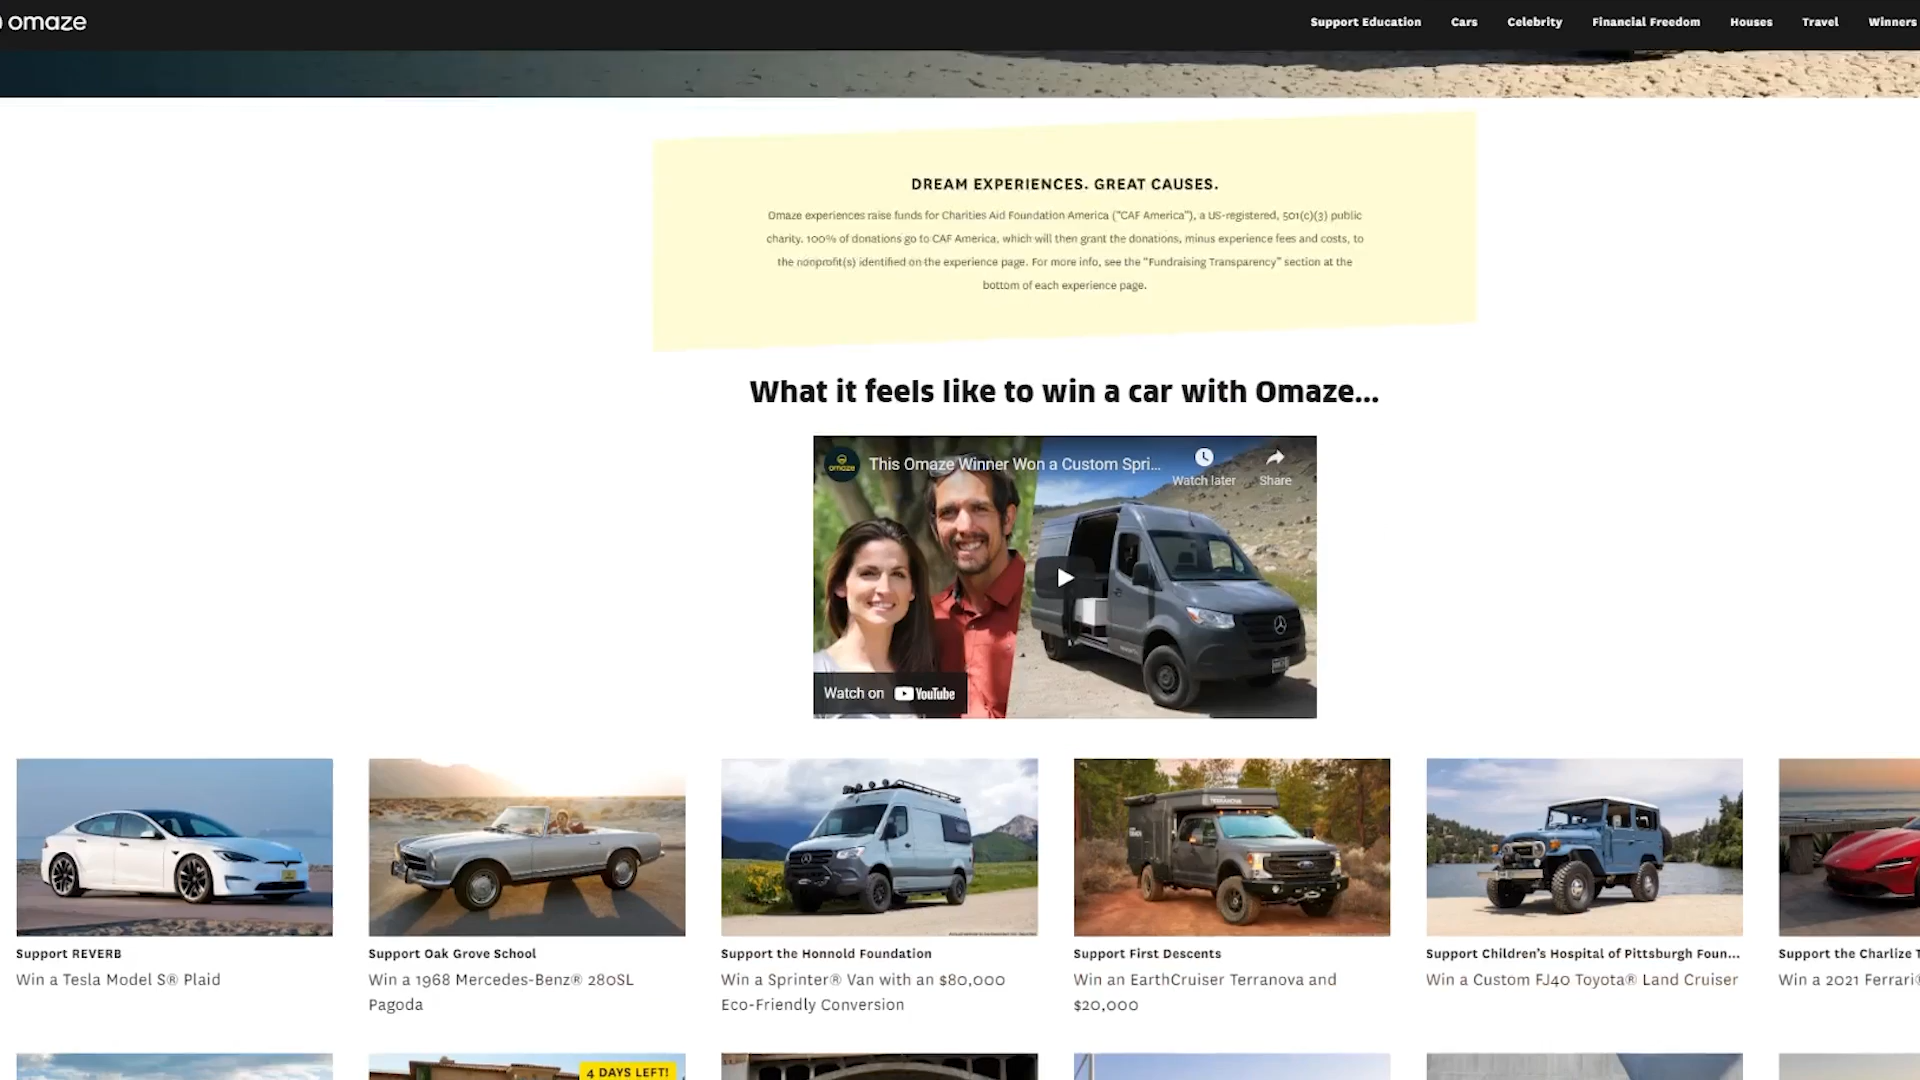 omaze
Support Education Cars Celebrity Financial Freedom Houses Travel Winners
DREAM EXPERIENCES. GREAT CAUSES.
Omaze experiences raise funds for Charities Aid Foundation America ("CAF America"), a US-registered, 501(c)(3) public
charity. 100% of donations go to CAF America, which will then grant the donations, minus experience fees and costs, to
the nonprofit(s) identified on the experience page. For more info, see the "Fundraising Transparency" section at the
bottom of each experience page.
What it feels like to win a car with Omaze...
omaze
This Omaze Winner Won a Custom Spri...
Watch later Share
Watch on YouTube
TERRANOVA
Support REVERB
Win a Tesla Model S® Plaid
Support Oak Grove School
Win a 1968 Mercedes-Benz® 280SL
Pagoda
Support the Honnold Foundation
Win a Sprinter® Van with an $80,000
Eco-Friendly Conversion
Support First Descents
Win an EarthCruiser Terranova and
$20,000
Support Children's Hospital of Pittsburgh Foun...
Win a Custom FJ40 Toyota® Land Cruiser
Support the Charlize
Win a 2021 Ferrari®
4 DAYS LEFT!